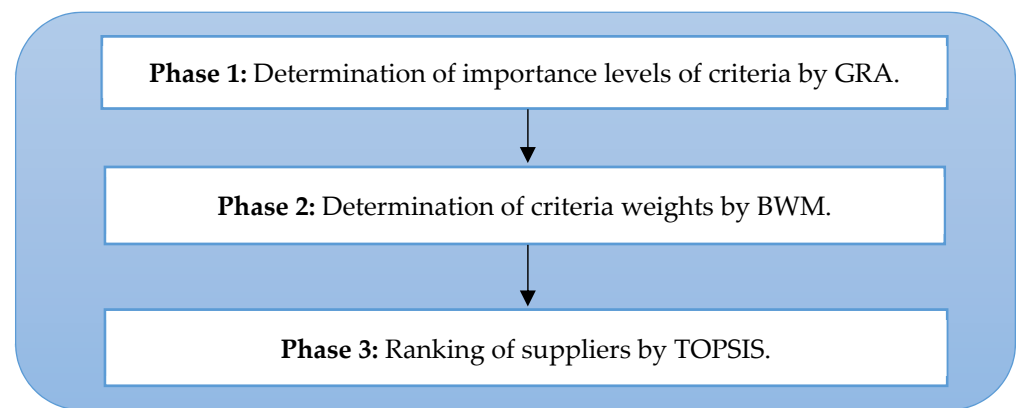 Phase 1: Determination of importance levels of criteria by GRA.
Phase 2: Determination of criteria weights by BWM.
Phase 3: Ranking of suppliers by TOPSIS.